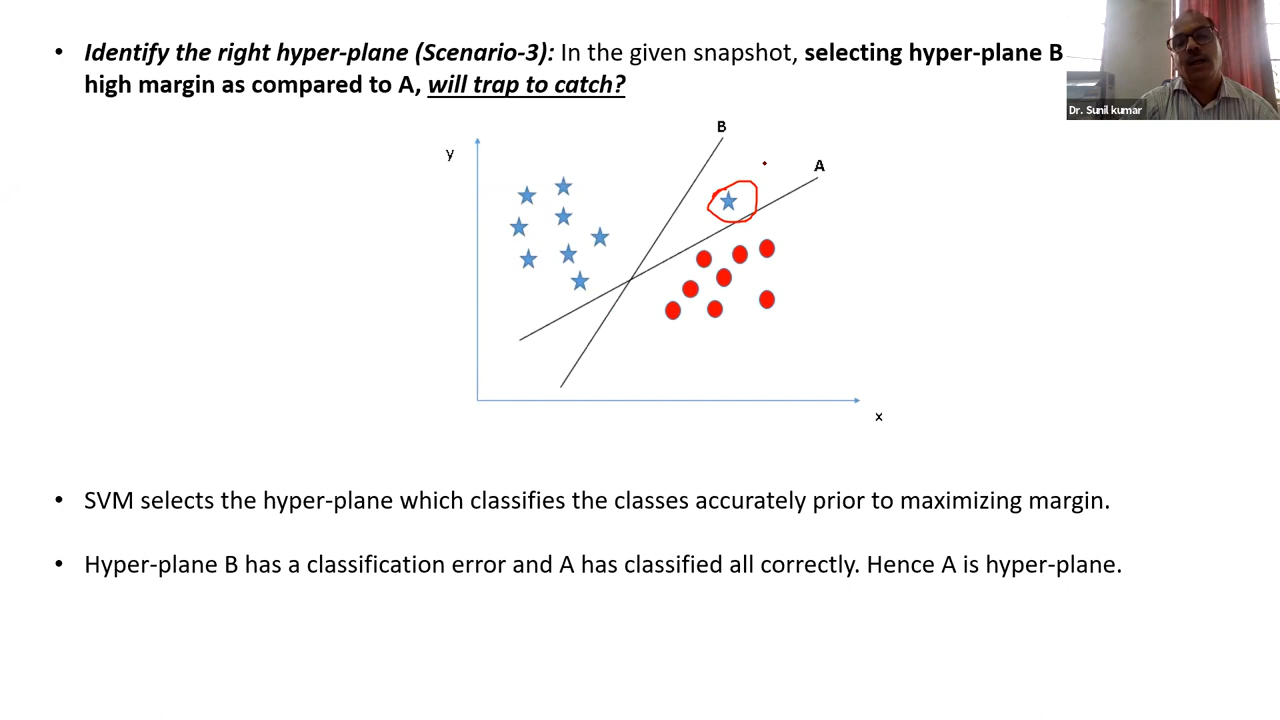 • Identify the right hyper-plane (Scenario-3): In the given snapshot, selecting hyper-plane B
high margin as compared to A, will trap to catch?
Dr. Sunil kumar
B
y
A
x
• SVM selects the hyper-plane which classifies the classes accurately prior to maximizing margin.
• Hyper-plane B has a classification error and A has classified all correctly. Hence A is hyper-plane.